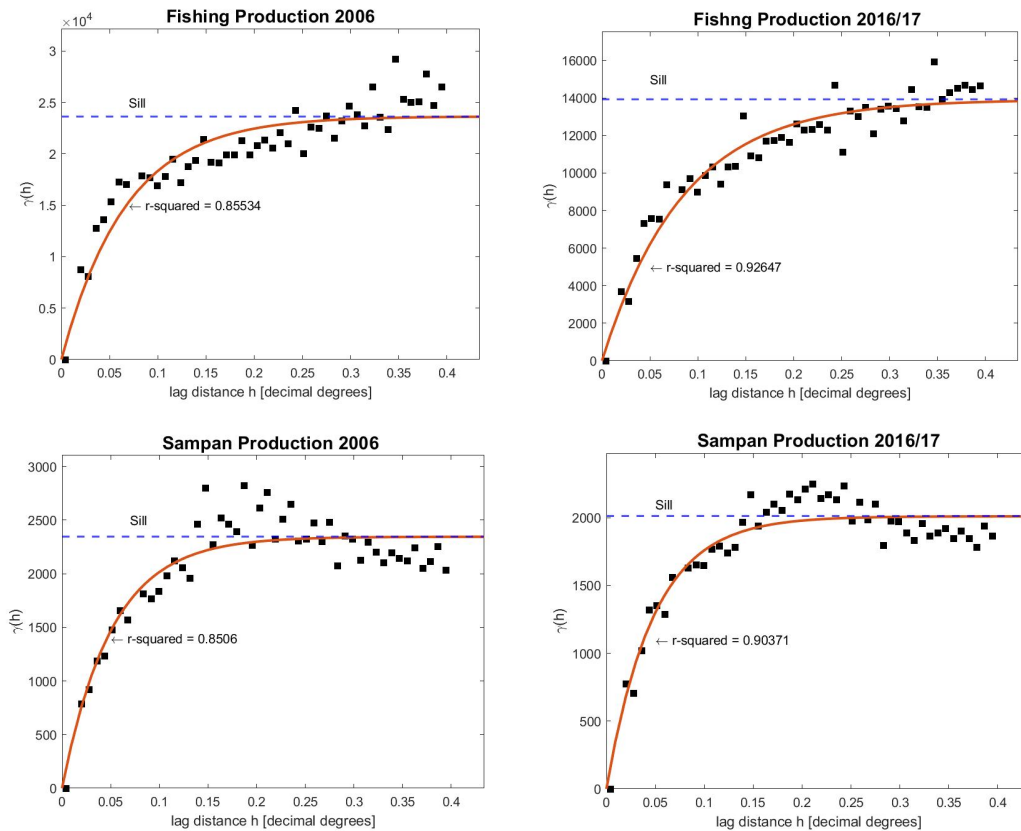 Fishing Production 2006
×10⁴
3
2.5
2
1.5
1
0.5
0
γ(h)
Sill
← r-squared = 0.85534
0 0.05 0.1 0.15 0.2 0.25 0.3 0.35 0.4
lag distance h [decimal degrees]
Fishng Production 2016/17
16000
14000
12000
10000
8000
6000
4000
2000
0
γ(h)
Sill
← r-squared = 0.92647
0 0.05 0.1 0.15 0.2 0.25 0.3 0.35 0.4
lag distance h [decimal degrees]
Sampan Production 2006
3000
2500
2000
1500
1000
500
0
γ(h)
Sill
← r-squared = 0.8506
0 0.05 0.1 0.15 0.2 0.25 0.3 0.35 0.4
lag distance h [decimal degrees]
Sampan Production 2016/17
2000
1500
1000
500
0
γ(h)
Sill
← r-squared = 0.90371
0 0.05 0.1 0.15 0.2 0.25 0.3 0.35 0.4
lag distance h [decimal degrees]